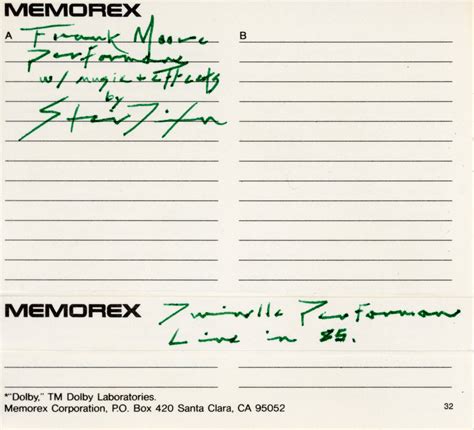 MEMOREX
A Frank Moore
B
Performance
w/ music + Effects
by
MEMOREX
Performan
Live in 85.
*"Dolby," TM Dolby Laboratories.
Memorex Corporation, P.O. Box 420 Santa Clara, CA 95052
32